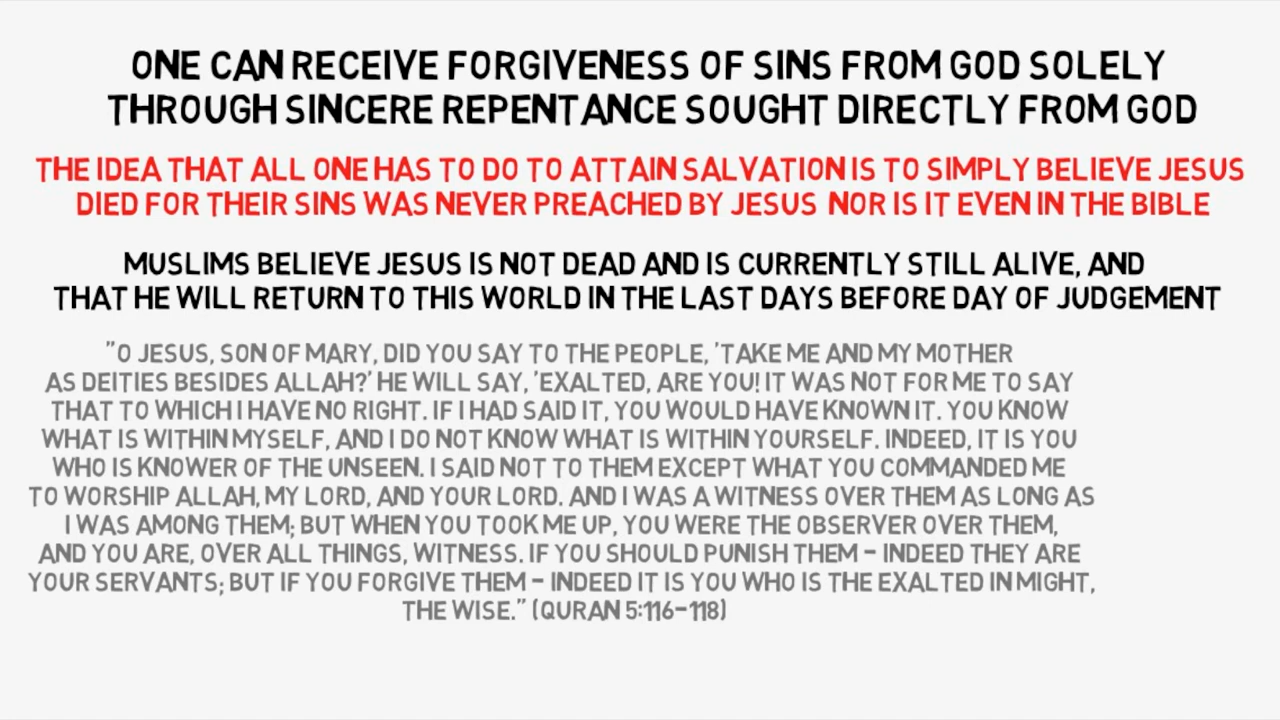 ONE CAN RECEIVE FORGIVENESS OF SINS FROM GOD SOLELY
THROUGH SINCERE REPENTANCE SOUGHT DIRECTLY FROM GOD
THE IDEA THAT ALL ONE HAS TO DO TO ATTAIN SALVATION IS TO SIMPLY BELIEVE JESUS
DIED FOR THEIR SINS WAS NEVER PREACHED BY JESUS NOR IS IT EVEN IN THE BIBLE
MUSLIMS BELIEVE JESUS IS NOT DEAD AND IS CURRENTLY STILL ALIVE, AND
THAT HE WILL RETURN TO THIS WORLD IN THE LAST DAYS BEFORE DAY OF JUDGEMENT
"O JESUS, SON OF MARY, DID YOU SAY TO THE PEOPLE, 'TAKE ME AND MY MOTHER
AS DEITIES BESIDES ALLAH?' HE WILL SAY, 'EXALTED, ARE YOU! IT WAS NOT FOR ME TO SAY
THAT TO WHICH I HAVE NO RIGHT. IF I HAD SAID IT, YOU WOULD HAVE KNOWN IT. YOU KNOW
WHAT IS WITHIN MYSELF, AND I DO NOT KNOW WHAT IS WITHIN YOURSELF. INDEED, IT IS YOU
WHO IS KNOWER OF THE UNSEEN. I SAID NOT TO THEM EXCEPT WHAT YOU COMMANDED ME
TO WORSHIP ALLAH, MY LORD, AND YOUR LORD. AND I WAS A WITNESS OVER THEM AS LONG AS
I WAS AMONG THEM; BUT WHEN YOU TOOK ME UP, YOU WERE THE OBSERVER OVER THEM,
AND YOU ARE, OVER ALL THINGS, WITNESS. IF YOU SHOULD PUNISH THEM - INDEED THEY ARE
YOUR SERVANTS; BUT IF YOU FORGIVE THEM - INDEED IT IS YOU WHO IS THE EXALTED IN MIGHT,
THE WISE." (QURAN 5:116-118)